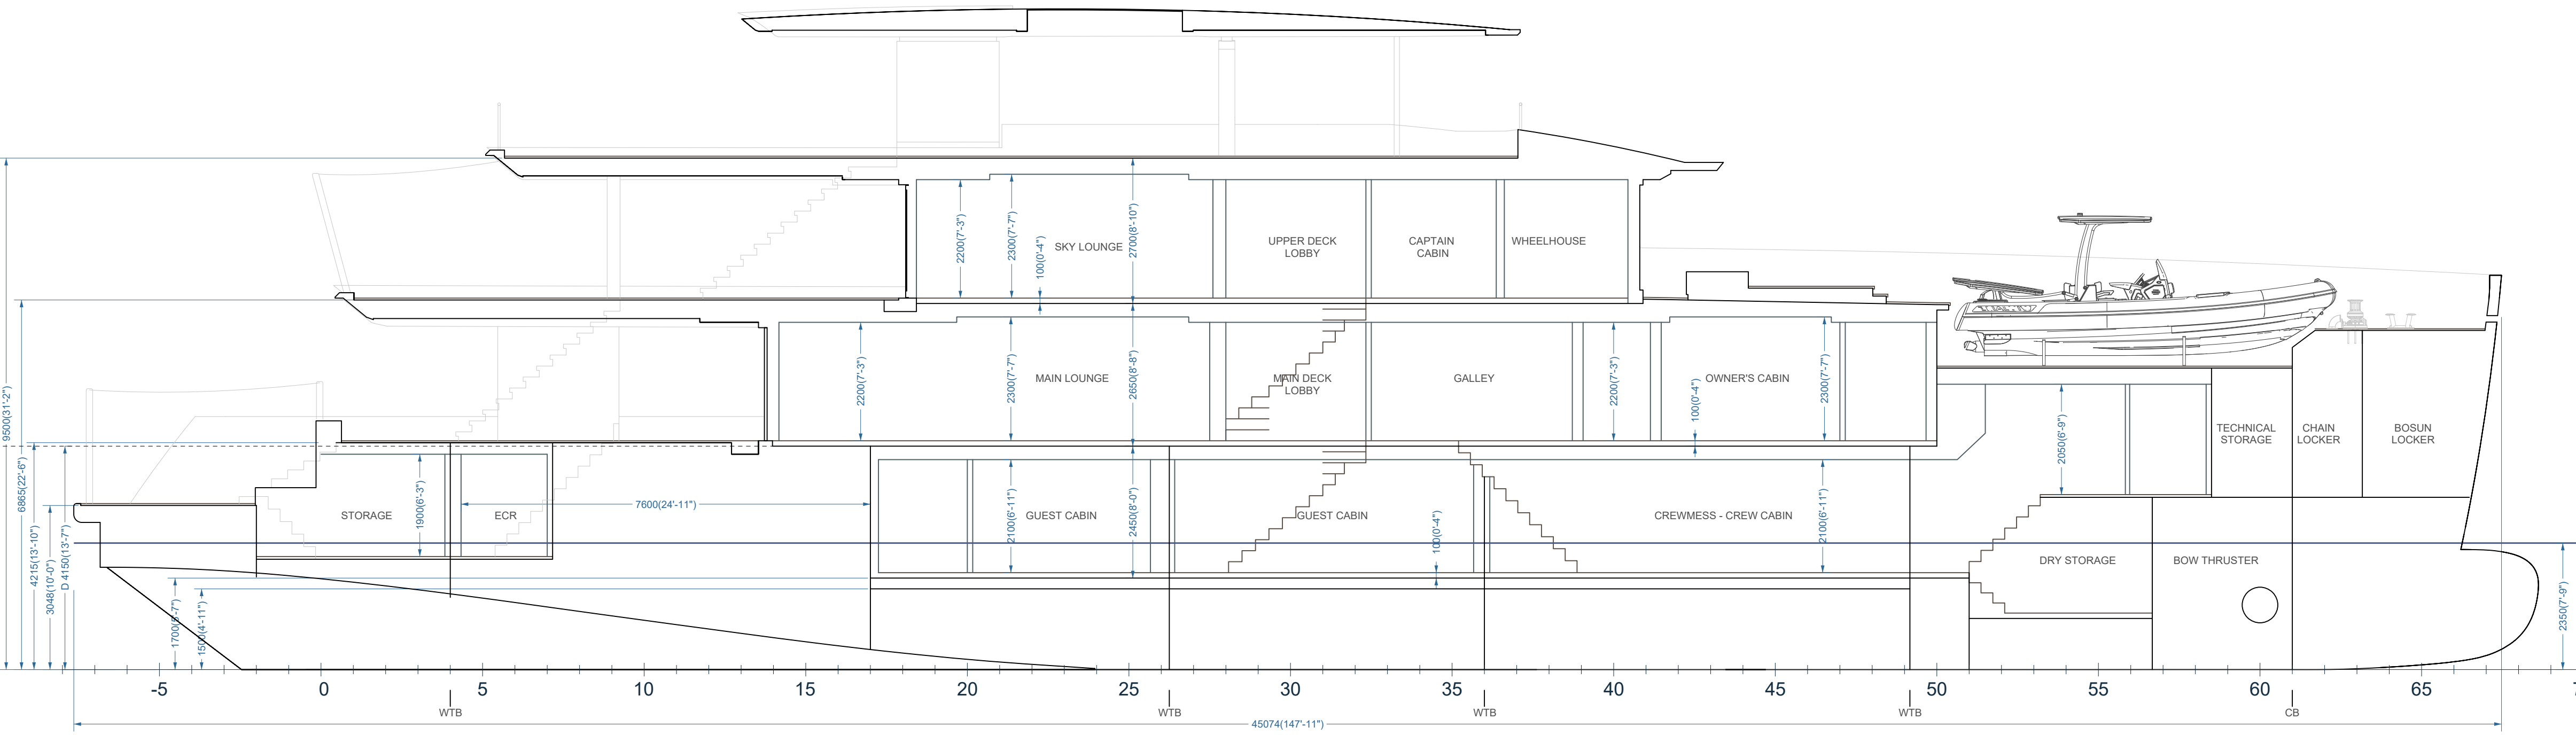 9500(31'-2")
6865(22'-6")
4215(13'-10")
3048(10'-0")
D 4150(13'-7")
2200(7'-3")
2300(7'-7")
100(0'-4")
SKY LOUNGE
2700(8'-10")
UPPER DECK
LOBBY
CAPTAIN
CABIN
WHEELHOUSE
2200(7'-3")
2300(7'-7")
MAIN LOUNGE
2650(8'-8")
MAIN DECK
LOBBY
GALLEY
2200(7'-3")
100(0'-4")
OWNER'S CABIN
2300(7'-7")
2050(6'-9")
TECHNICAL
STORAGE
CHAIN
LOCKER
BOSUN
LOCKER
STORAGE
1900(6'-3")
ECR
7600(24'-11")
2100(6'-11")
GUEST CABIN
2450(8'-0")
GUEST CABIN
100(0'-4")
CREWMESS - CREW CABIN
2100(6'-11")
DRY STORAGE
BOW THRUSTER
1700(5'-7")
1500(4'-11")
2350(7'-9")
-5
0
5
10
15
20
25
30
35
40
45
50
55
60
65
WTB
WTB
WTB
WTB
CB
45074(147'-11")